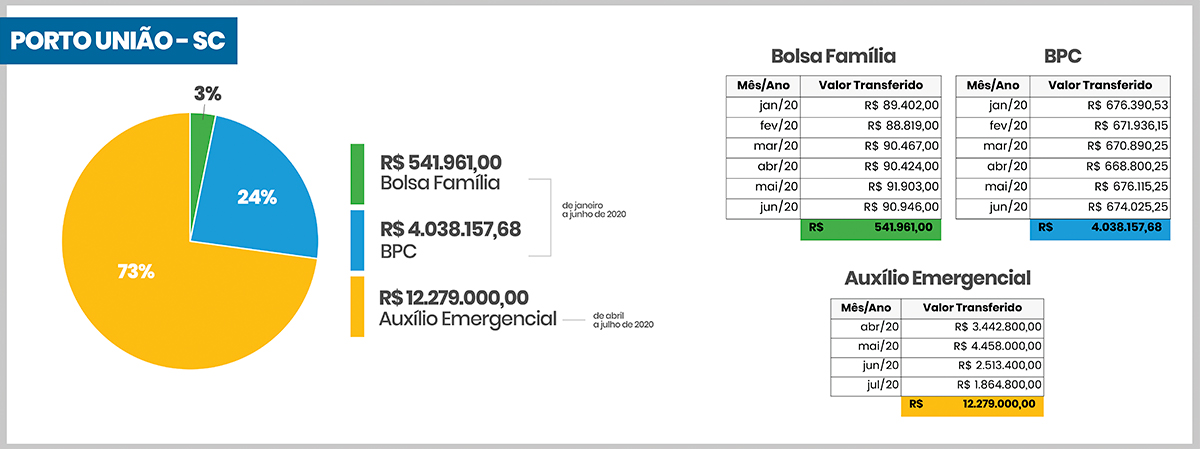 PORTO UNIÃO - SC
3%
24%
73%
R$ 541.961,00
Bolsa Família
R$ 4.038.157,68
BPC
de janeiro
a junho de 2020
R$ 12.279.000,00
Auxílio Emergencial
de abril
a julho de 2020
Bolsa Família
Mês/Ano Valor Transferido
jan/20 R$ 89.402,00
fev/20 R$ 88.819,00
mar/20 R$ 90.467,00
abr/20 R$ 90.424,00
mai/20 R$ 91.903,00
jun/20 R$ 90.946,00
R$ 541.961,00
BPC
Mês/Ano Valor Transferido
jan/20 R$ 676.390,53
fev/20 R$ 671.936,15
mar/20 R$ 670.890,25
abr/20 R$ 668.800,25
mai/20 R$ 676.115,25
jun/20 R$ 674.025,25
R$ 4.038.157,68
Auxílio Emergencial
Mês/Ano Valor Transferido
abr/20 R$ 3.442.800,00
mai/20 R$ 4.458.000,00
jun/20 R$ 2.513.400,00
jul/20 R$ 1.864.800,00
R$ 12.279.000,00